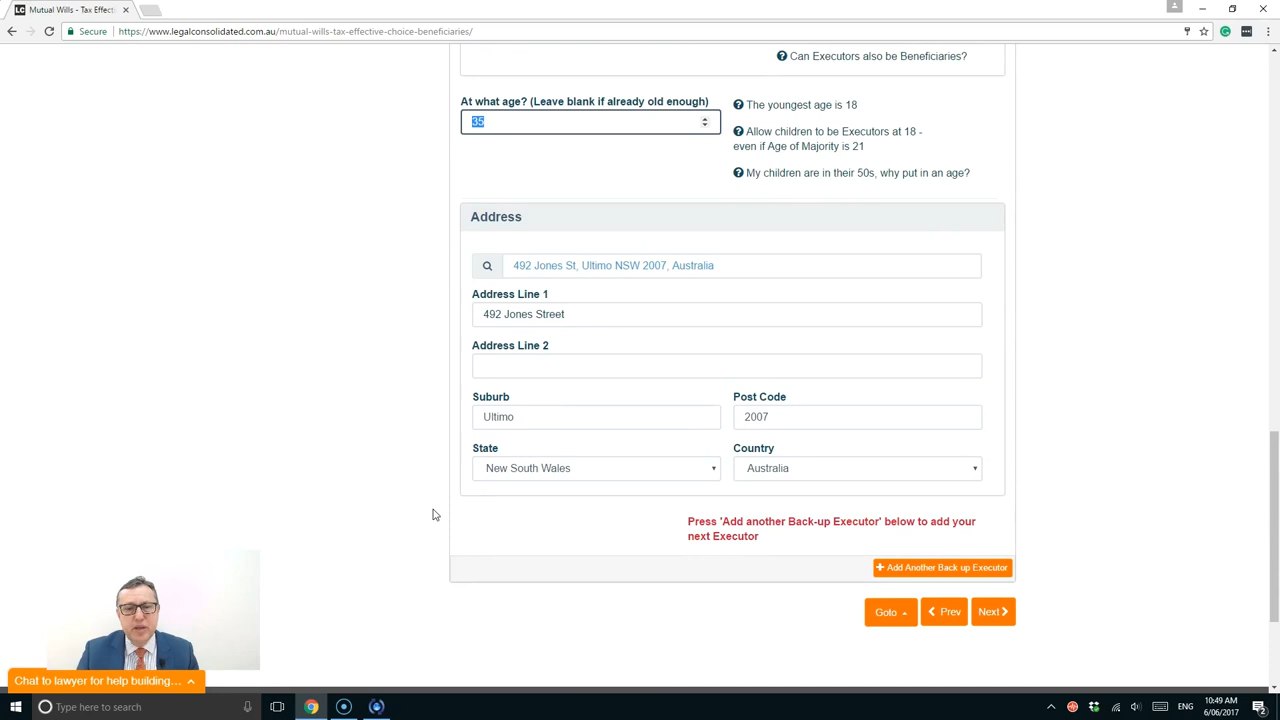 LC Mutual Wills - Tax Effect
Secure https://www.legalconsolidated.com.au/mutual-wills-tax-effective-choice-beneficiaries/
Can Executors also be Beneficiaries?
At what age? (Leave blank if already old enough)
35
The youngest age is 18
Allow children to be Executors at 18 -
even if Age of Majority is 21
My children are in their 50s, why put in an age?
Address
492 Jones St, Ultimo NSW 2007, Australia
Address Line 1
492 Jones Street
Address Line 2
Suburb
Post Code
Ultimo
2007
State
Country
New South Wales
Australia
Press 'Add another Back-up Executor' below to add your
next Executor
Add Another Back up Executor
Goto
Prev
Next
Chat to lawyer for help building...
Type here to search
ENG
10:49 AM
6/06/2017
2